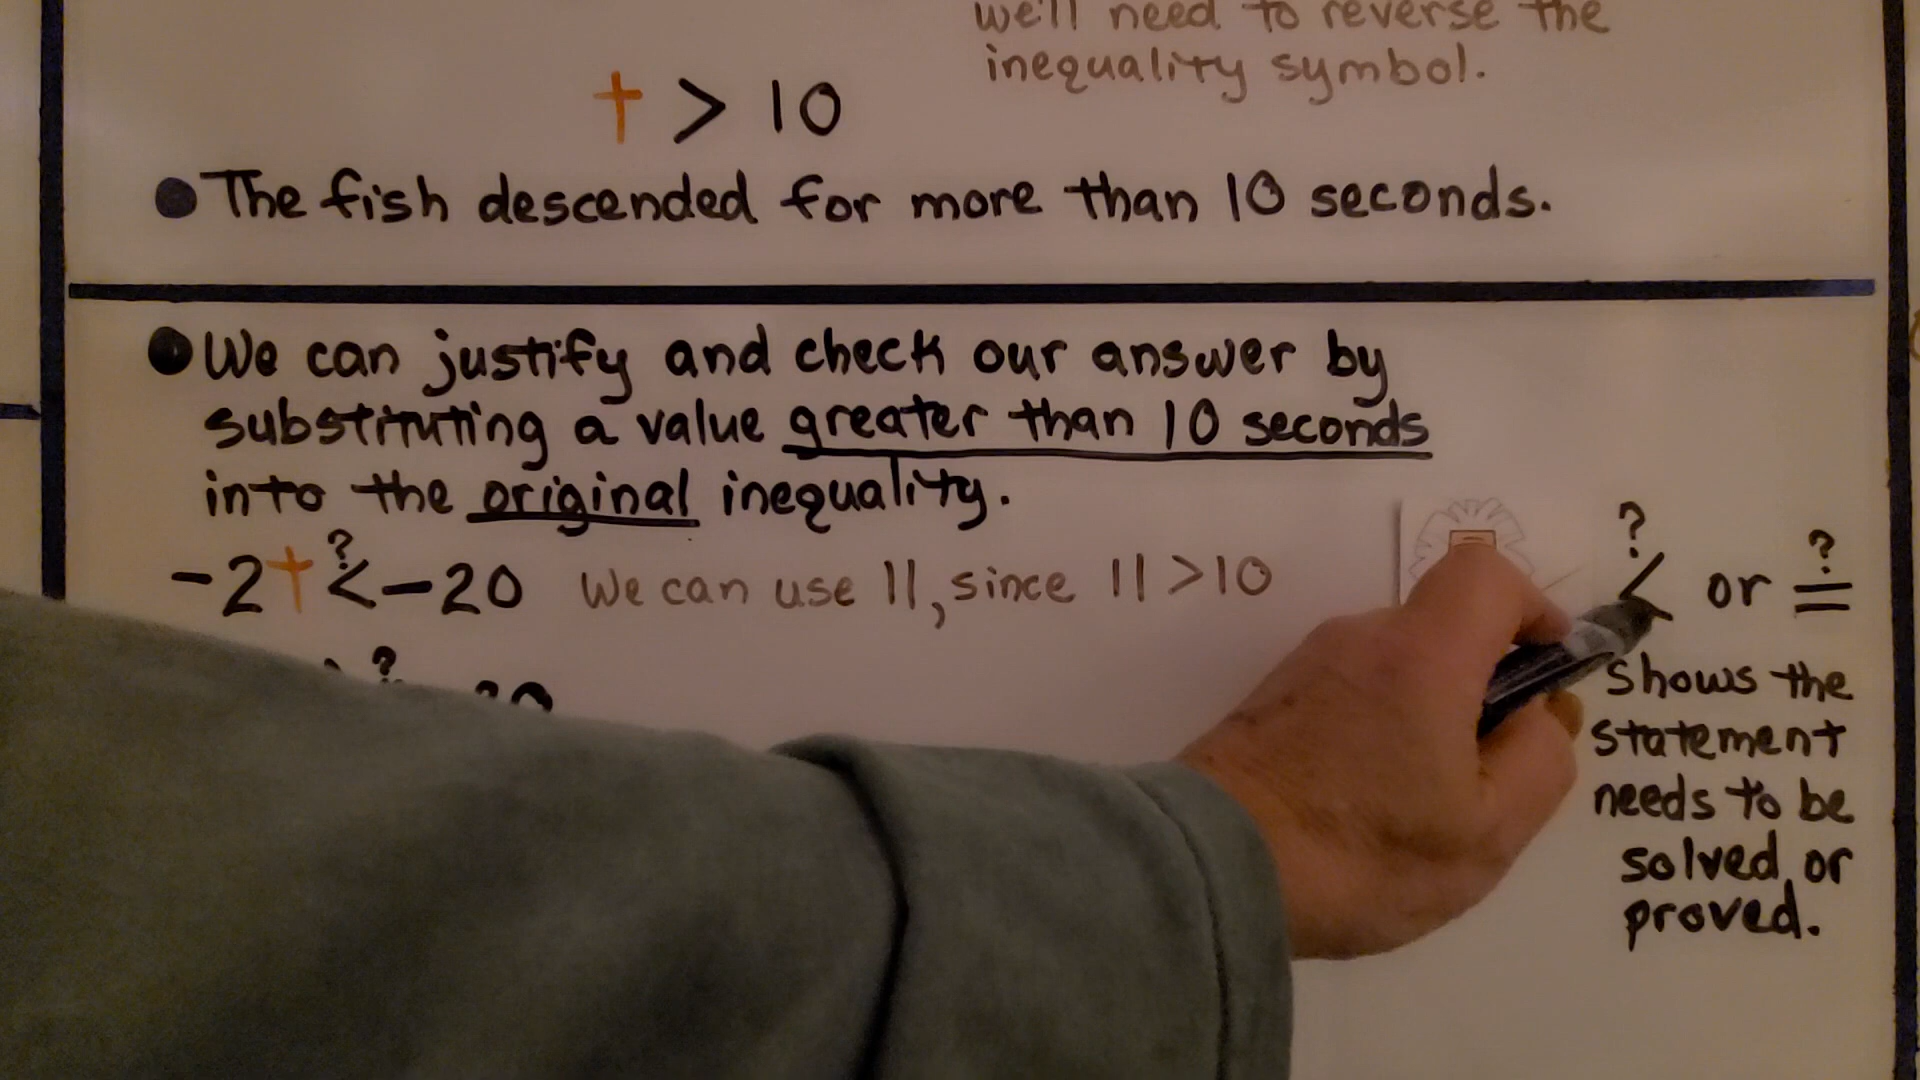 we'll need to reverse the
inequality symbol.
t > 10
● The fish descended for more than 10 seconds.
● We can justify and check our answer by
substituting a value greater than 10 seconds
into the original inequality.
-2t ?< -20 We can use 11, since 11 > 10
?< or ?=
shows the
statement
needs to be
solved, or
proved.